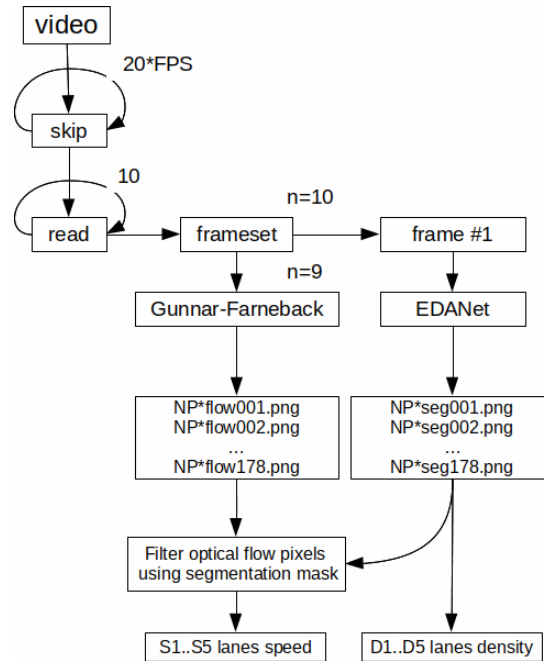 video
20*FPS
skip
10
n=10
read
frameset
frame #1
n=9
Gunnar-Farneback
EDANet
NP*flow001.png
NP*flow002.png
...
NP*flow178.png
NP*seg001.png
NP*seg002.png
...
NP*seg178.png
Filter optical flow pixels
using segmentation mask
S1..S5 lanes speed
D1..D5 lanes density